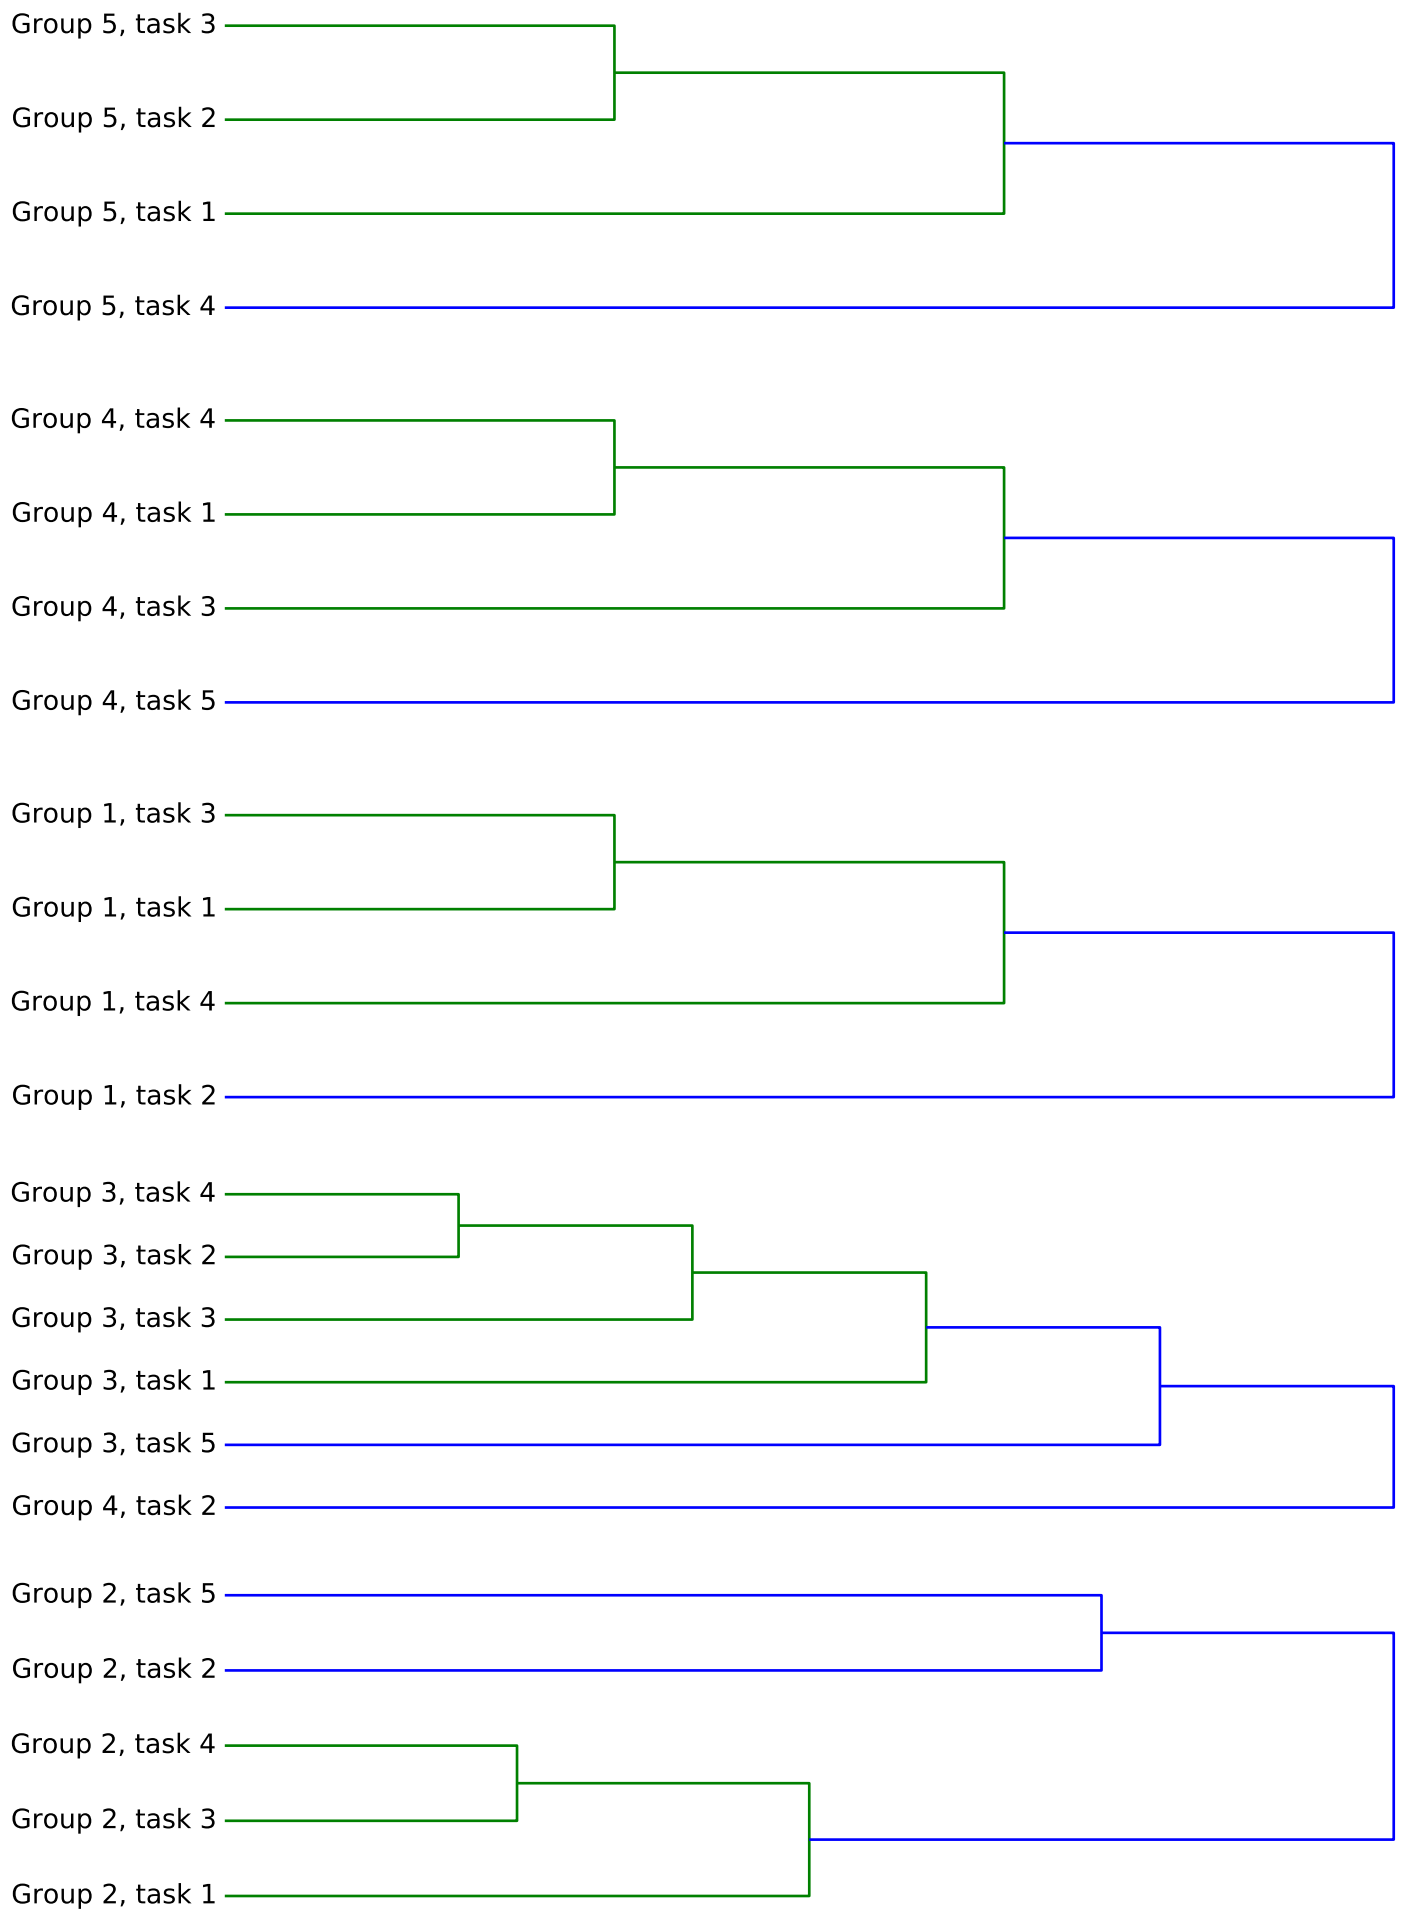 Group 5, task 3
Group 5, task 2
Group 5, task 1
Group 5, task 4
Group 4, task 4
Group 4, task 1
Group 4, task 3
Group 4, task 5
Group 1, task 3
Group 1, task 1
Group 1, task 4
Group 1, task 2
Group 3, task 4
Group 3, task 2
Group 3, task 3
Group 3, task 1
Group 3, task 5
Group 4, task 2
Group 2, task 5
Group 2, task 2
Group 2, task 4
Group 2, task 3
Group 2, task 1